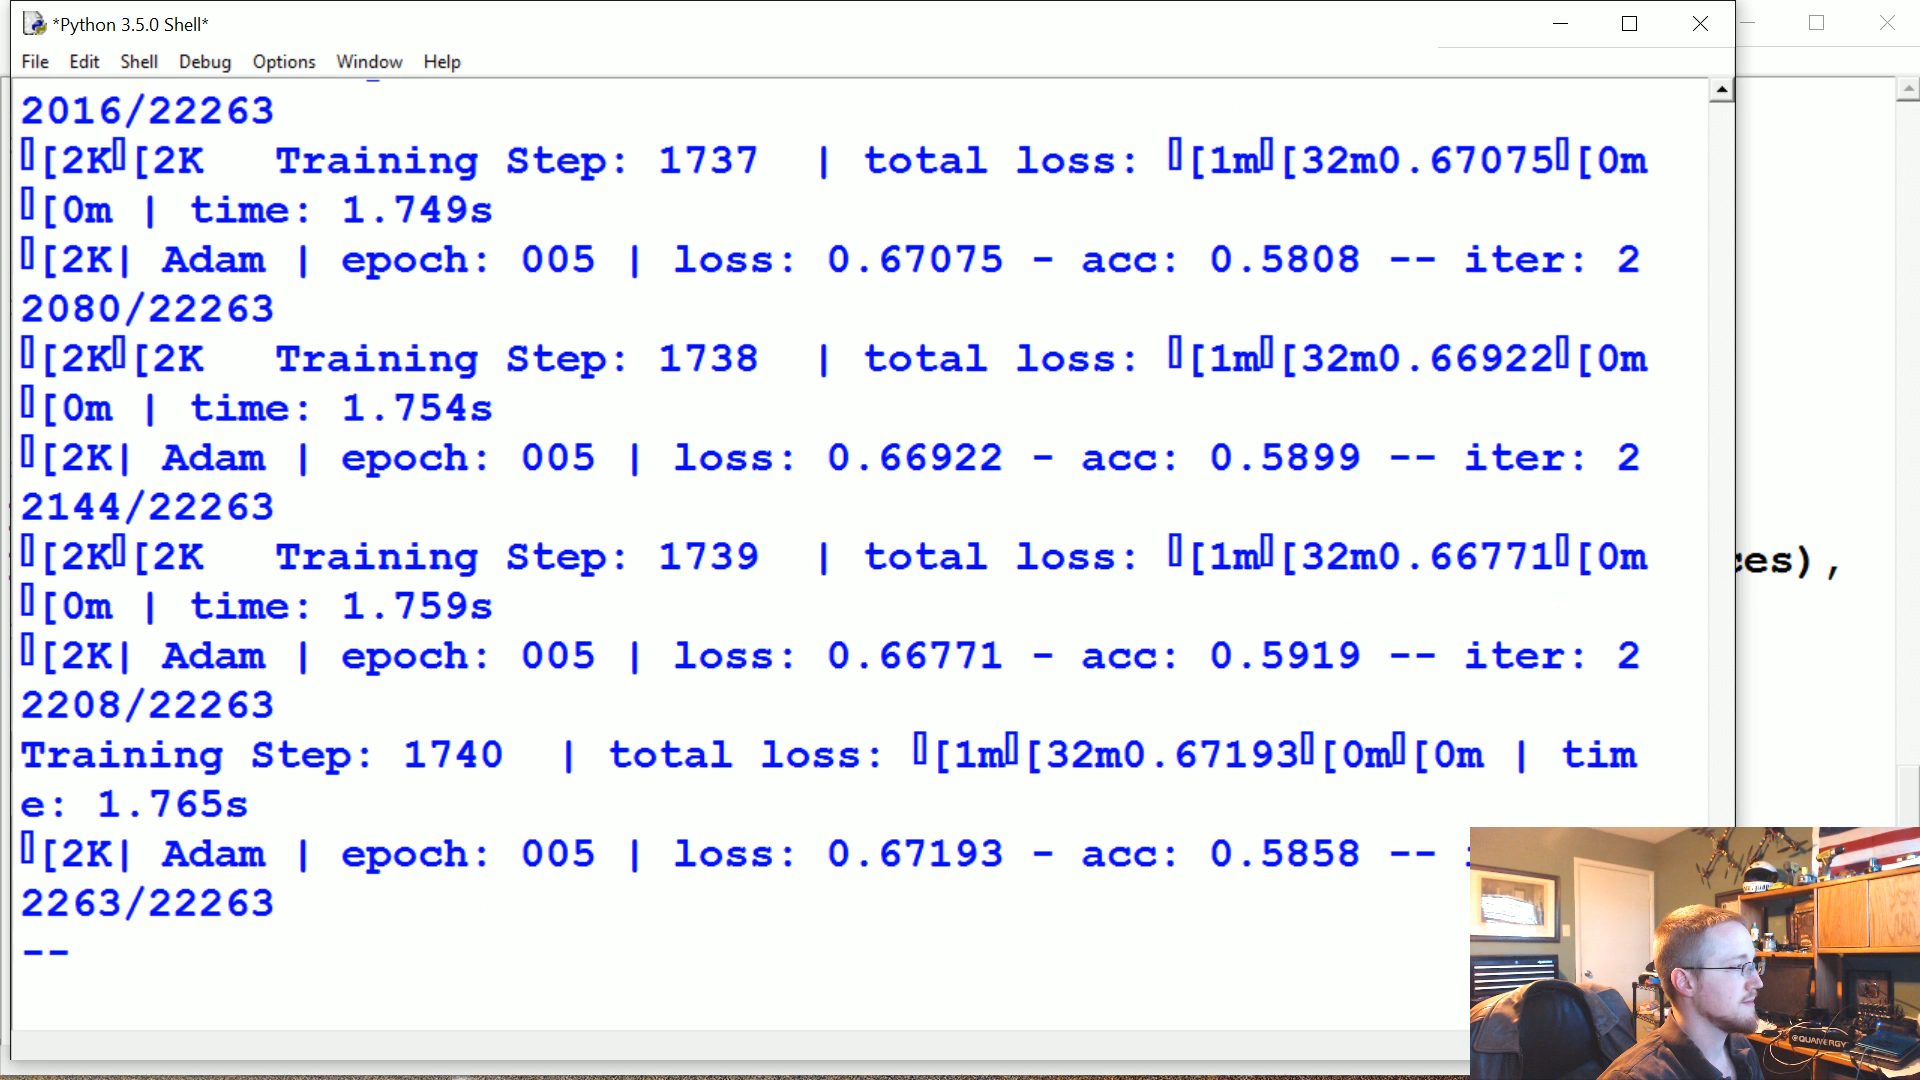 *Python 3.5.0 Shell*
File Edit Shell Debug Options Window Help
2016/22263
[2K[2K   Training Step: 1737  | total loss: [1m[32m0.67075[0m
[0m | time: 1.749s
[2K| Adam | epoch: 005 | loss: 0.67075 - acc: 0.5808 -- iter: 2
2080/22263
[2K[2K   Training Step: 1738  | total loss: [1m[32m0.66922[0m
[0m | time: 1.754s
[2K| Adam | epoch: 005 | loss: 0.66922 - acc: 0.5899 -- iter: 2
2144/22263
[2K[2K   Training Step: 1739  | total loss: [1m[32m0.66771[0m
[0m | time: 1.759s
ces),
[2K| Adam | epoch: 005 | loss: 0.66771 - acc: 0.5919 -- iter: 2
2208/22263
Training Step: 1740  | total loss: [1m[32m0.67193[0m[0m | tim
e: 1.765s
[2K| Adam | epoch: 005 | loss: 0.67193 - acc: 0.5858 --
2263/22263
--
QUANERGY